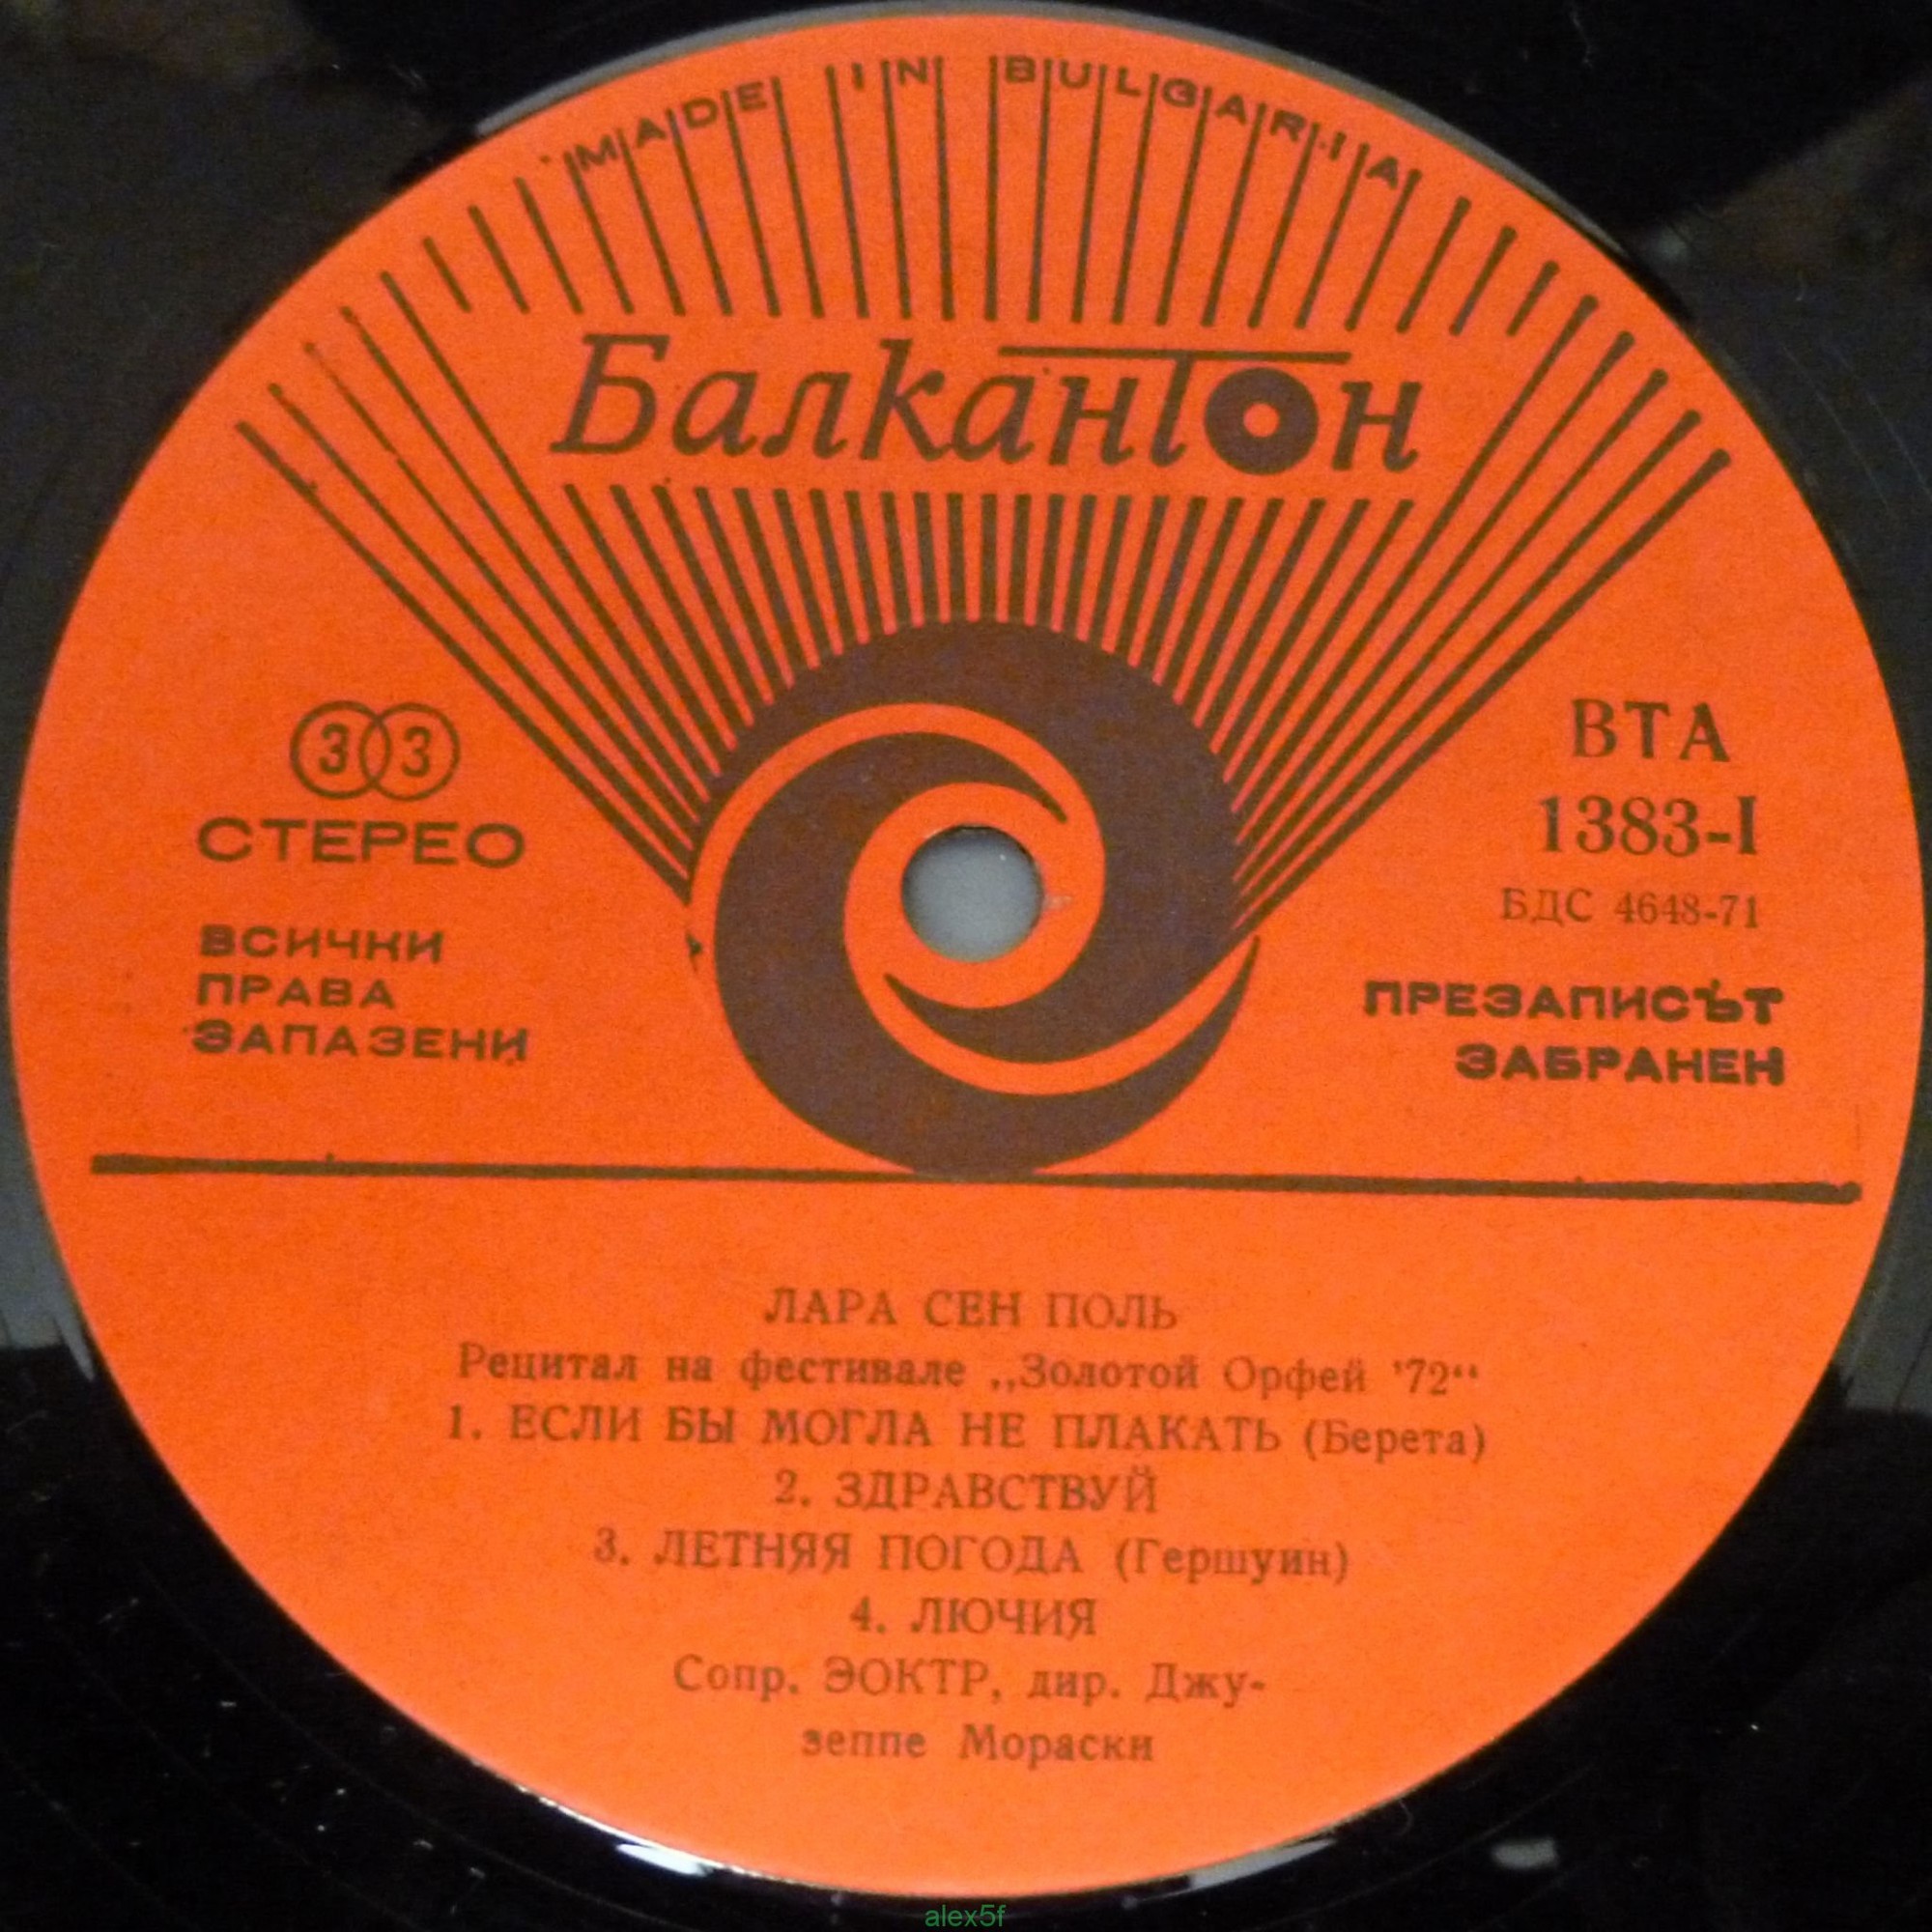 MADE IN BULGARIA
Балкантон
33
СТЕРЕО
ВСИЧКИ
ПРАВА
ЗАПАЗЕНИ
ВТА
1383-I
БДС 4648-71
ПРЕЗАПИСЪТ
ЗАБРАНЕН
ЛАРА СЕН ПОЛЬ
Рецитал на фестивале „Золотой Орфей '72“
1. ЕСЛИ БЫ МОГЛА НЕ ПЛАКАТЬ (Берета)
2. ЗДРАВСТВУЙ
3. ЛЕТНЯЯ ПОГОДА (Гершуин)
4. ЛЮЧИЯ
Сопр. ЭОКТР, дир. Джу-
зеппе Мораски
alex5f